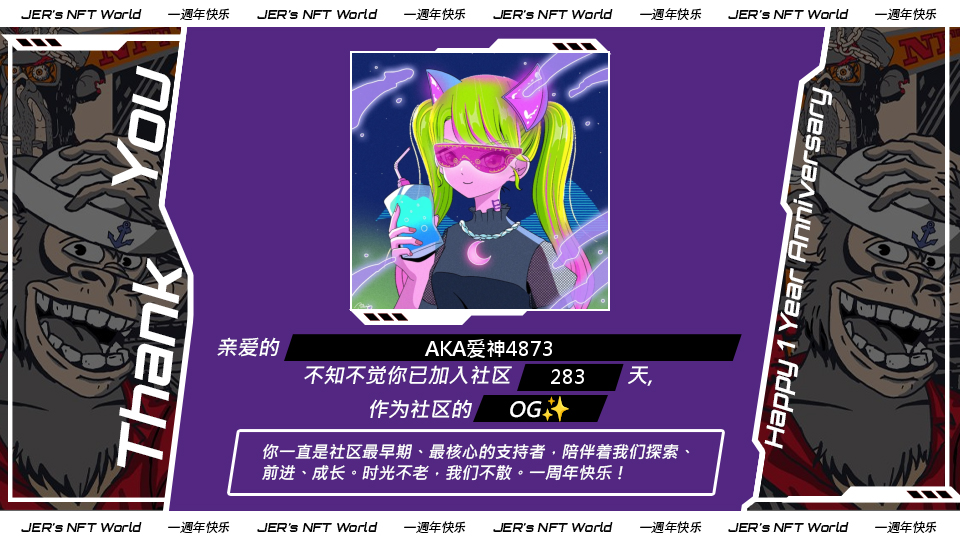 JER's NFT World 一週年快乐 JER's NFT World 一週年快乐 JER's NFT World 一週年快乐 JER's NFT World 一週年快乐
Thank You
亲爱的 AKA爱神4873
不知不觉你已加入社区 283 天,
作为社区的 OG✨
你一直是社区最早期、最核心的支持者，陪伴着我们探索、
前进、成长。时光不老，我们不散。一周年快乐！
Happy 1 Year Anniversary
JER's NFT World 一週年快乐 JER's NFT World 一週年快乐 JER's NFT World 一週年快乐 JER's NFT World 一週年快乐